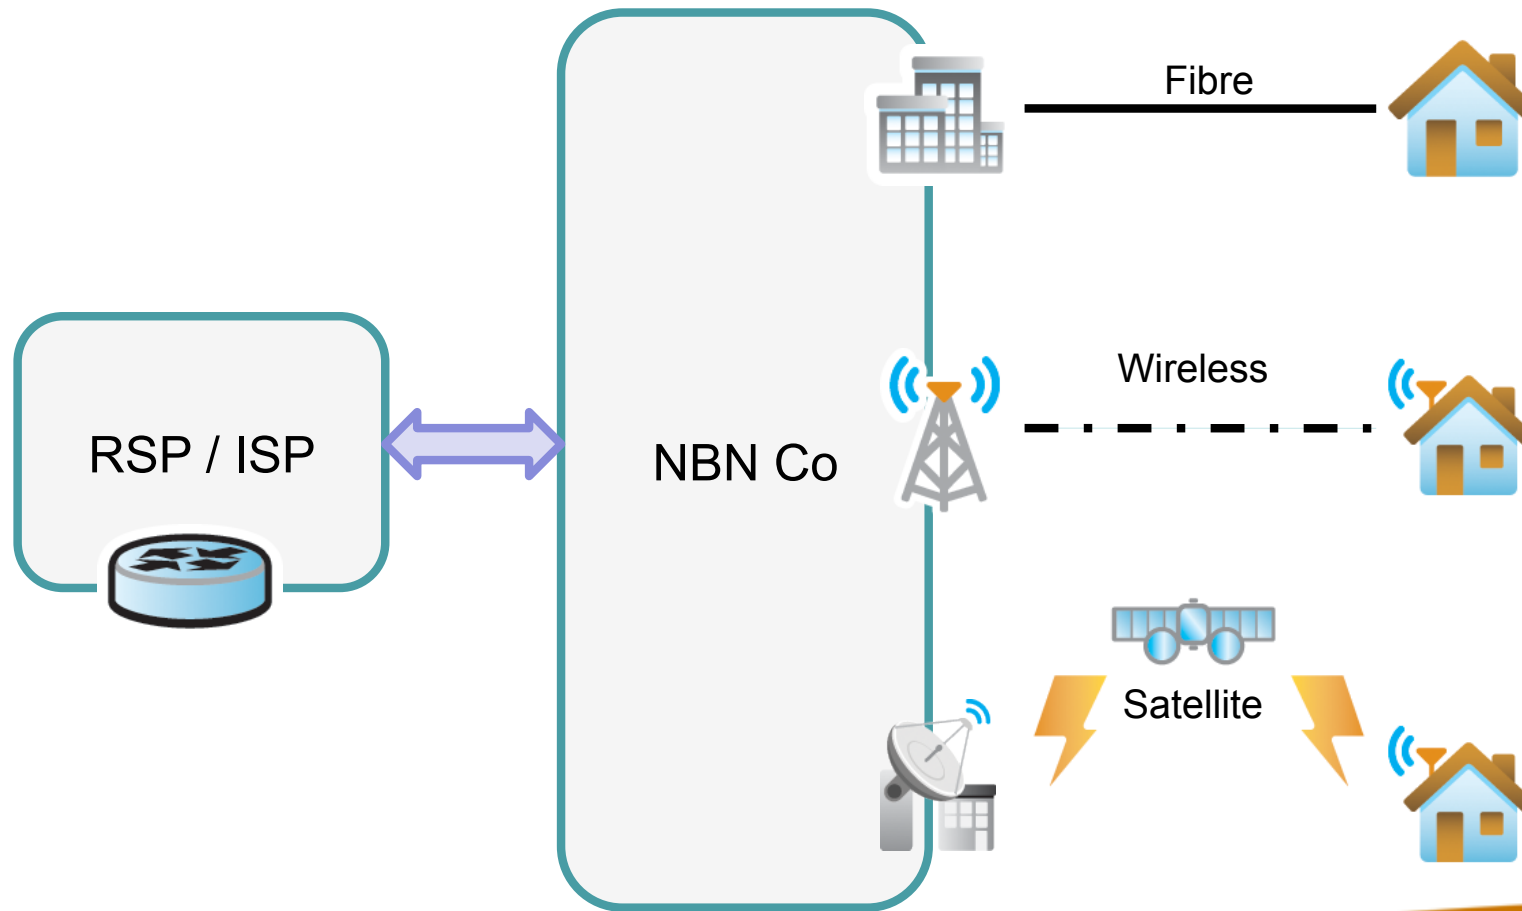 Fibre
Wireless
RSP / ISP
NBN Co
Satellite